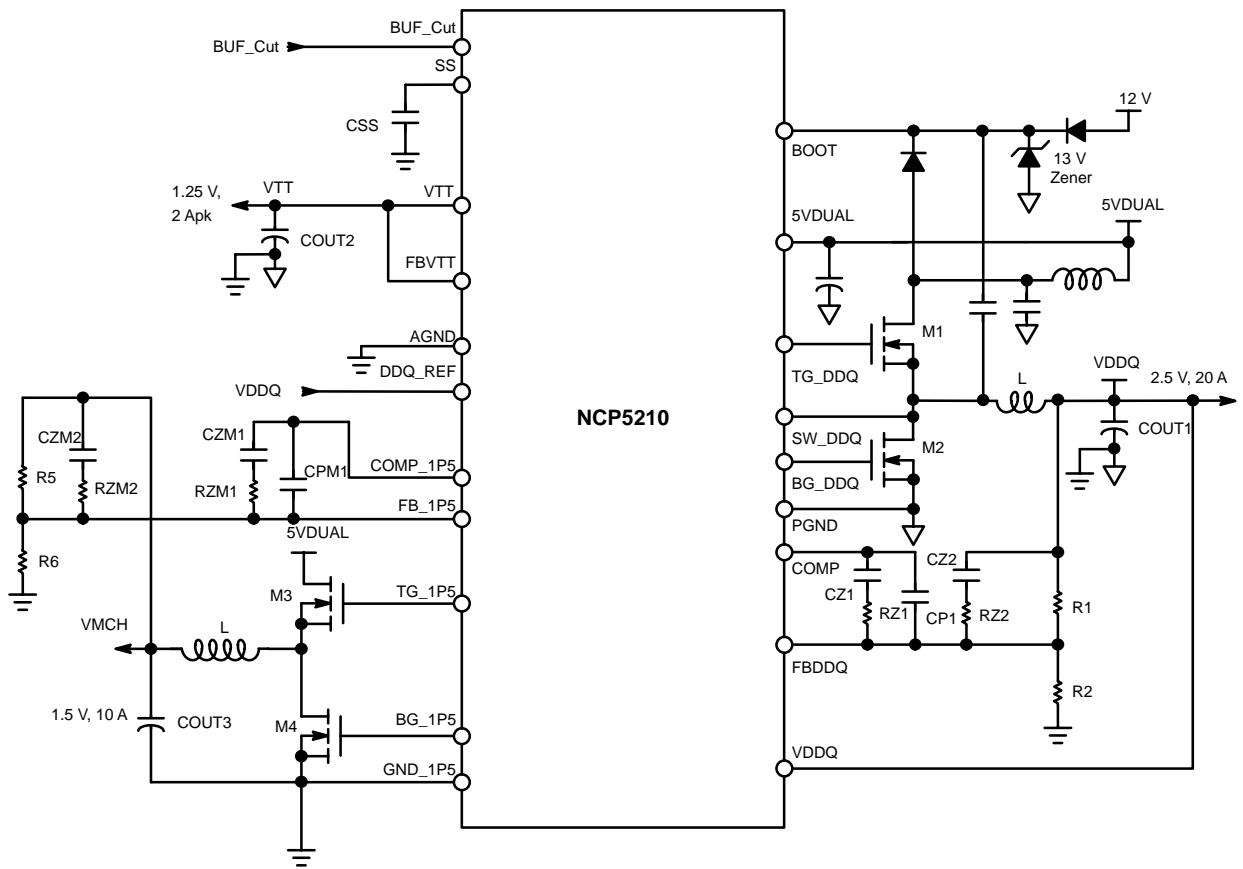 BUF_Cut
BUF_Cut
SS
CSS
1.25 V,
2 Apk
VTT
VTT
COUT2
FBVTT
AGND
DDQ_REF
VDDQ
CZM2
CZM1
CPM1
COMP_1P5
R5
RZM2
RZM1
FB_1P5
5VDUAL
R6
M3
TG_1P5
VMCH
L
1.5 V, 10 A
COUT3
M4
BG_1P5
GND_1P5
NCP5210
12 V
BOOT
13 V
Zener
5VDUAL
5VDUAL
M1
TG_DDQ
VDDQ
2.5 V, 20 A
L
COUT1
SW_DDQ
M2
BG_DDQ
PGND
COMP
CZ2
CZ1
RZ1
CP1
RZ2
R1
FBDDQ
R2
VDDQ